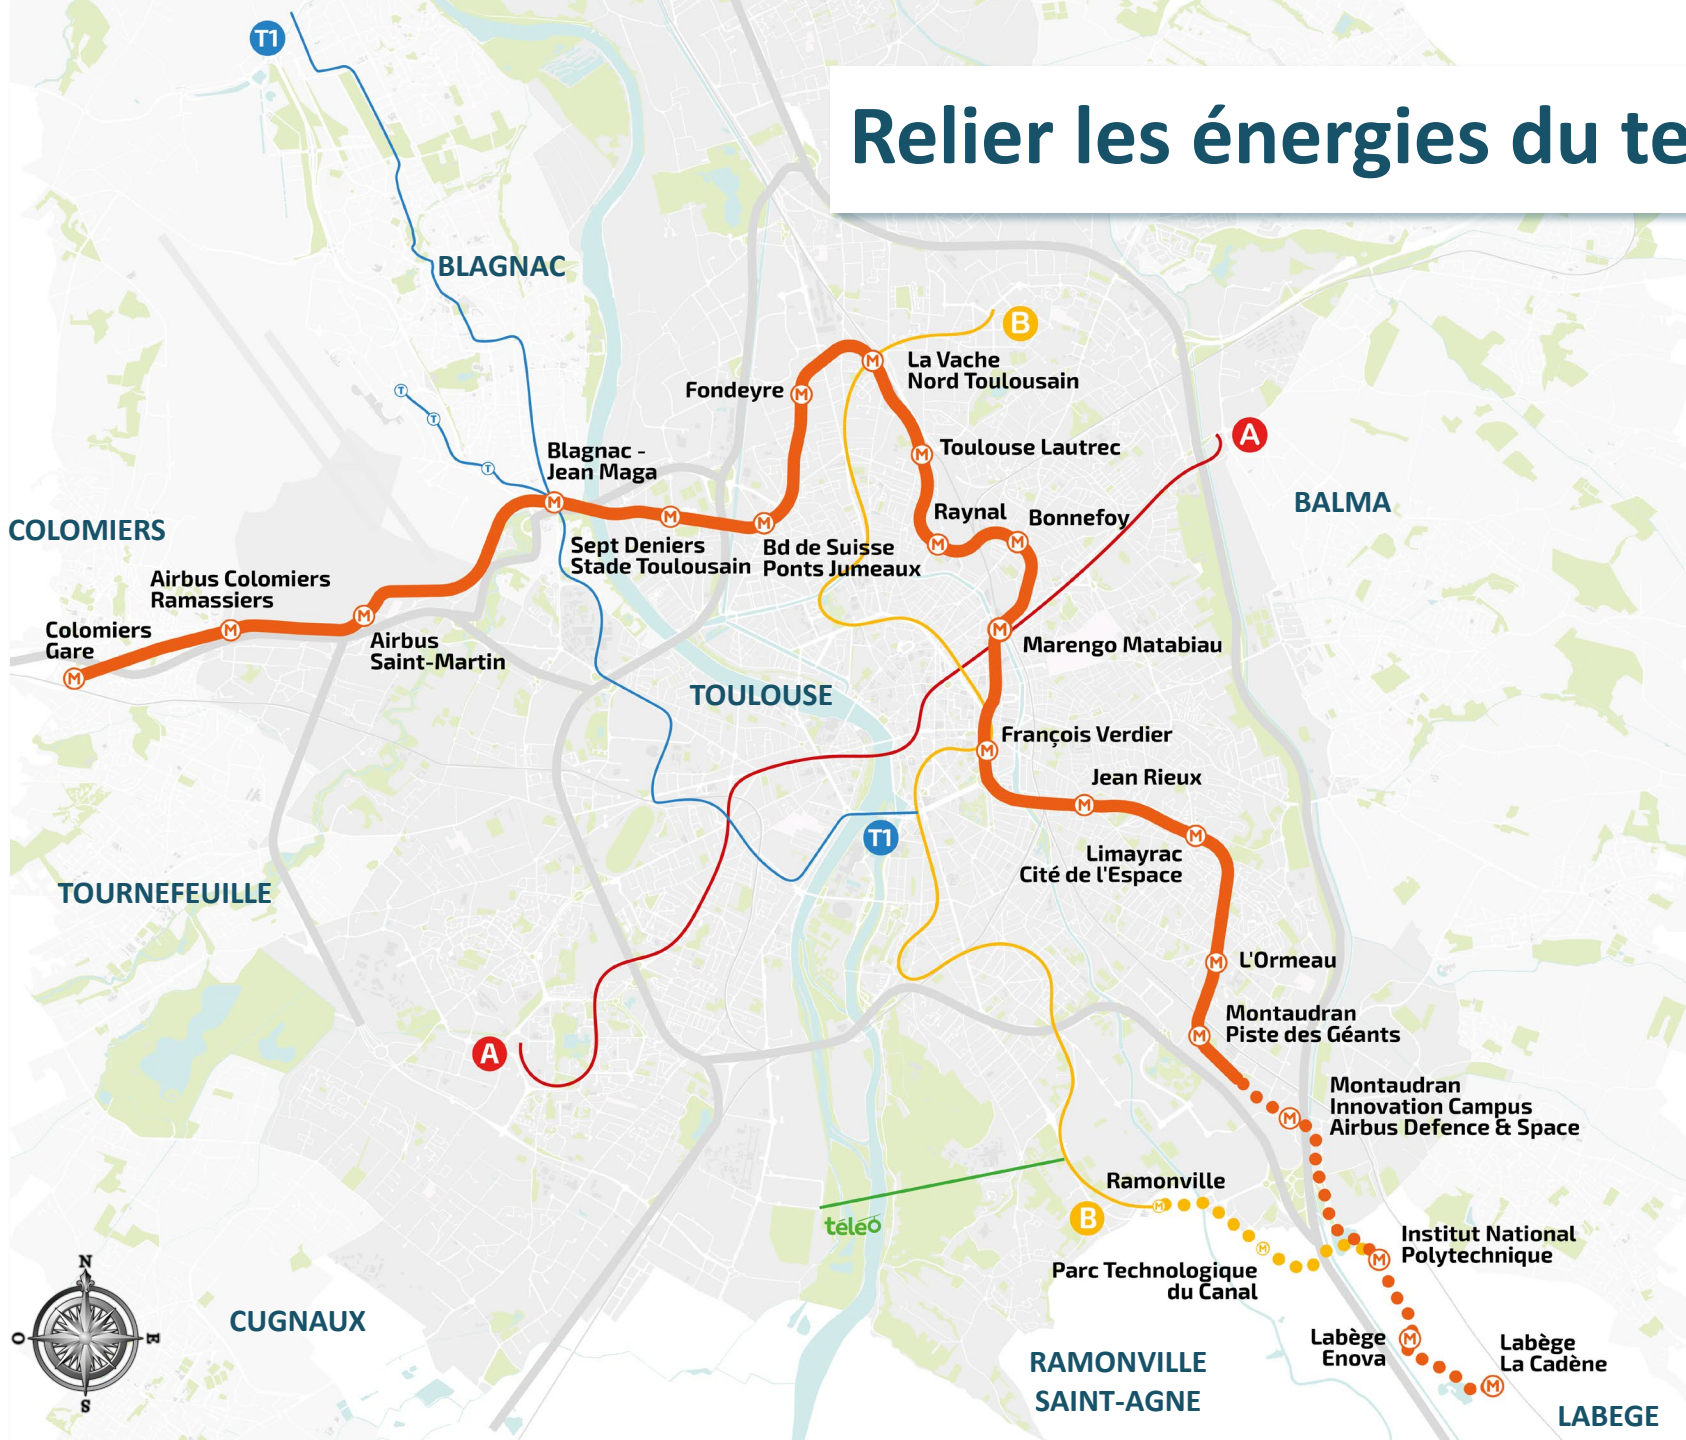 T1
Relier les énergies du te
BLAGNAC
B
La Vache
Nord Toulousain
Fondeyre
A
Toulouse Lautrec
Blagnac -
Jean Maga
BALMA
COLOMIERS
Raynal
Bonnefoy
Sept Deniers
Stade Toulousain
Bd de Suisse
Ponts Jumeaux
Airbus Colomiers
Ramassiers
Colomiers
Gare
Airbus
Saint-Martin
Marengo Matabiau
TOULOUSE
François Verdier
Jean Rieux
T1
Limayrac
Cité de l'Espace
TOURNEFEUILLE
L'Ormeau
Montaudran
Piste des Géants
A
Montaudran
Innovation Campus
Airbus Defence & Space
Ramonville
B
téléo
Institut National
Polytechnique
Parc Technologique
du Canal
N
O
E
S
CUGNAUX
Labège
Enova
Labège
La Cadène
RAMONVILLE
SAINT-AGNE
LABEGE